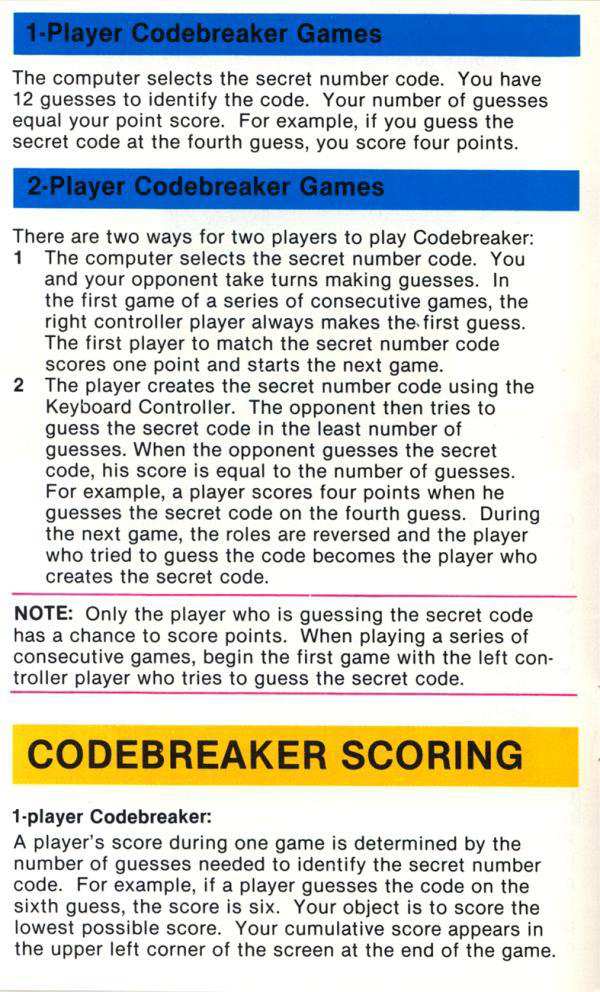 1-Player Codebreaker Games
The computer selects the secret number code. You have
12 guesses to identify the code. Your number of guesses
equal your point score. For example, if you guess the
secret code at the fourth guess, you score four points.
2-Player Codebreaker Games
There are two ways for two players to play Codebreaker:
1 The computer selects the secret number code. You
and your opponent take turns making guesses. In
the first game of a series of consecutive games, the
right controller player always makes the first guess.
The first player to match the secret number code
scores one point and starts the next game.
2 The player creates the secret number code using the
Keyboard Controller. The opponent then tries to
guess the secret code in the least number of
guesses. When the opponent guesses the secret
code, his score is equal to the number of guesses.
For example, a player scores four points when he
guesses the secret code on the fourth guess. During
the next game, the roles are reversed and the player
who tried to guess the code becomes the player who
creates the secret code.
NOTE: Only the player who is guessing the secret code
has a chance to score points. When playing a series of
consecutive games, begin the first game with the left con-
troller player who tries to guess the secret code.
CODEBREAKER SCORING
1-player Codebreaker:
A player's score during one game is determined by the
number of guesses needed to identify the secret number
code. For example, if a player guesses the code on the
sixth guess, the score is six. Your object is to score the
lowest possible score. Your cumulative score appears in
the upper left corner of the screen at the end of the game.